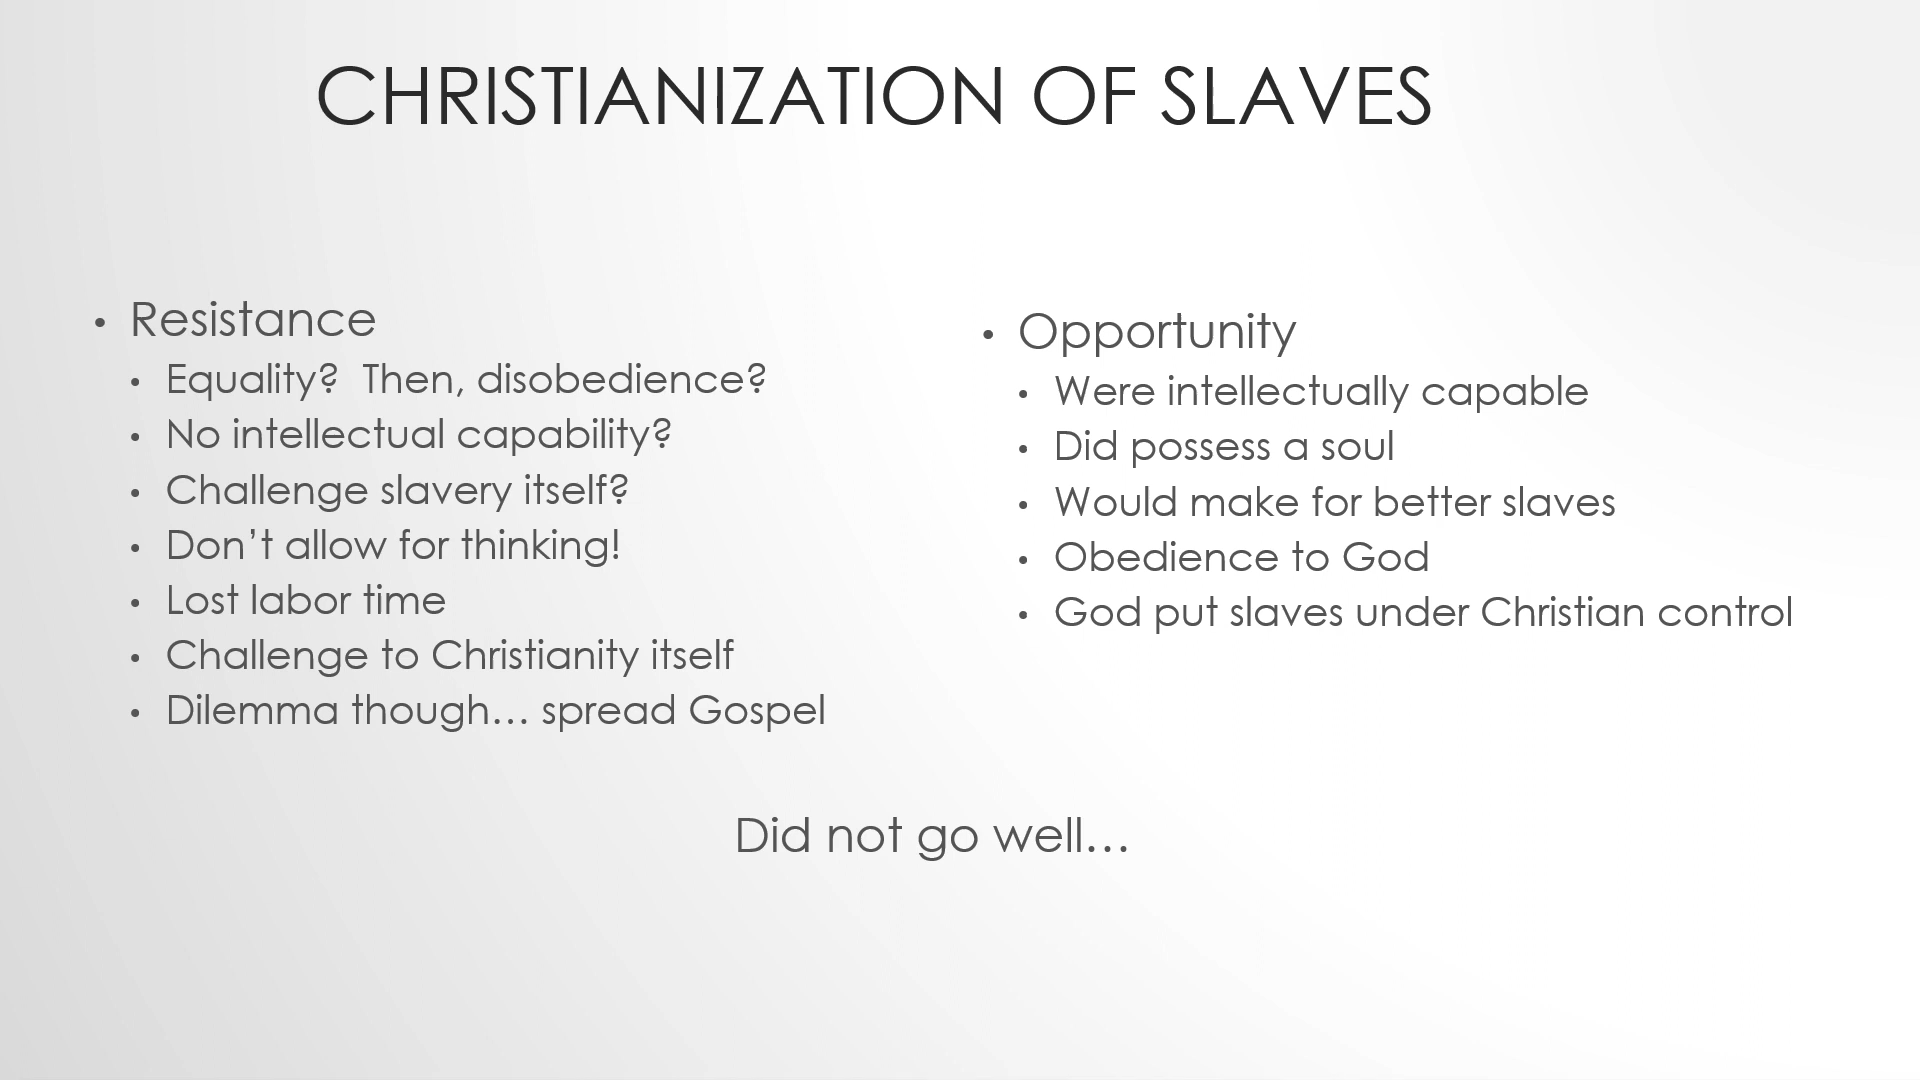 CHRISTIANIZATION OF SLAVES
• Resistance
• Equality?  Then, disobedience?
• No intellectual capability?
• Challenge slavery itself?
• Don’t allow for thinking!
• Lost labor time
• Challenge to Christianity itself
• Dilemma though… spread Gospel
• Opportunity
• Were intellectually capable
• Did possess a soul
• Would make for better slaves
• Obedience to God
• God put slaves under Christian control
Did not go well…